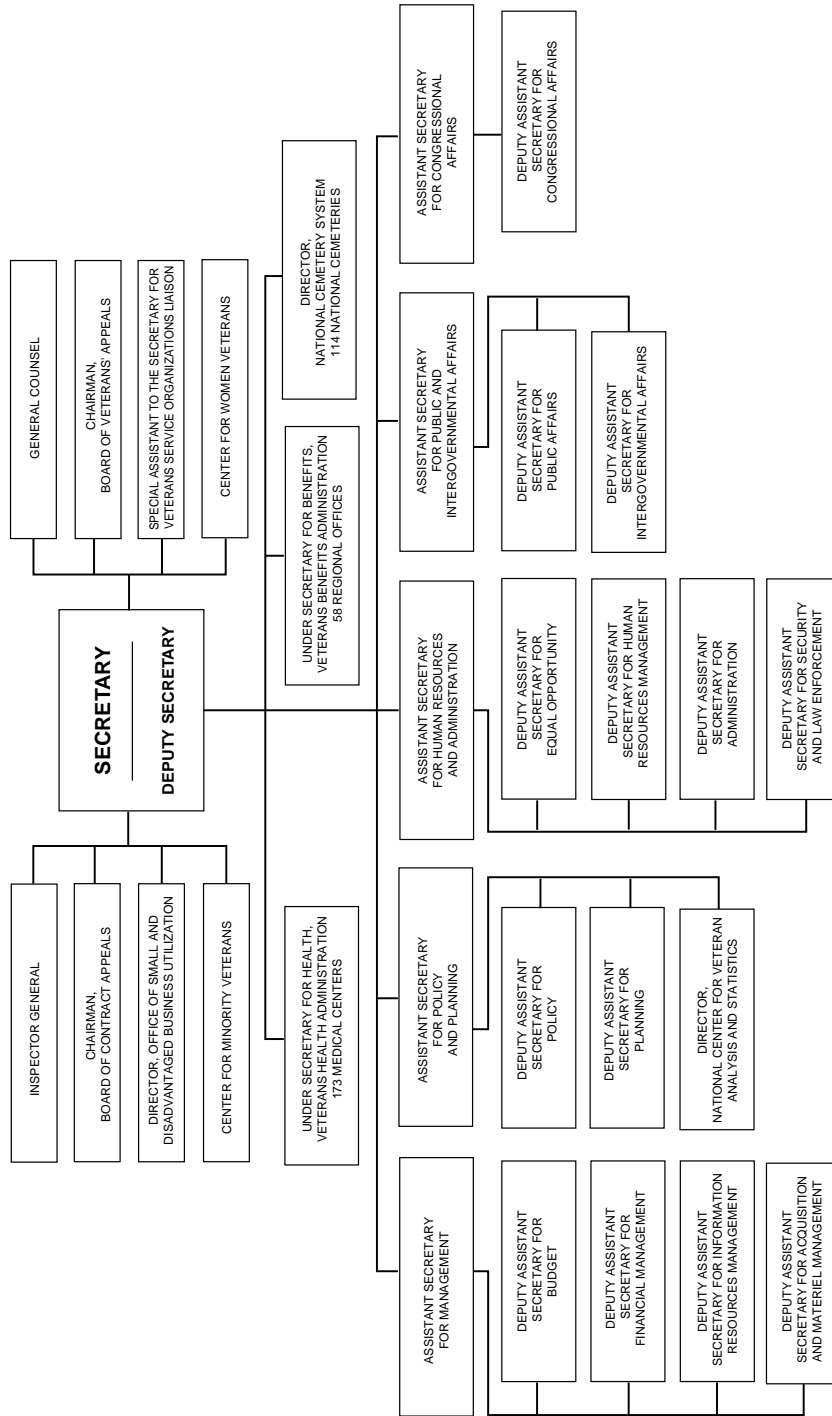 SECRETARY
DEPUTY SECRETARY
INSPECTOR GENERAL
CHAIRMAN,
BOARD OF CONTRACT APPEALS
DIRECTOR, OFFICE OF SMALL AND
DISADVANTAGED BUSINESS UTILIZATION
CENTER FOR MINORITY VETERANS
GENERAL COUNSEL
CHAIRMAN,
BOARD OF VETERANS' APPEALS
SPECIAL ASSISTANT TO THE SECRETARY FOR
VETERANS SERVICE ORGANIZATIONS LIAISON
CENTER FOR WOMEN VETERANS
UNDER SECRETARY FOR HEALTH,
VETERANS HEALTH ADMINISTRATION
173 MEDICAL CENTERS
UNDER SECRETARY FOR BENEFITS,
VETERANS BENEFITS ADMINISTRATION
58 REGIONAL OFFICES
DIRECTOR,
NATIONAL CEMETERY SYSTEM
114 NATIONAL CEMETERIES
ASSISTANT SECRETARY
FOR MANAGEMENT
DEPUTY ASSISTANT
SECRETARY FOR
BUDGET
DEPUTY ASSISTANT
SECRETARY FOR
FINANCIAL MANAGEMENT
DEPUTY ASSISTANT
SECRETARY FOR INFORMATION
RESOURCES MANAGEMENT
DEPUTY ASSISTANT
SECRETARY FOR ACQUISITION
AND MATERIEL MANAGEMENT
ASSISTANT SECRETARY
FOR POLICY
AND PLANNING
DEPUTY ASSISTANT
SECRETARY FOR
POLICY
DEPUTY ASSISTANT
SECRETARY FOR
PLANNING
DIRECTOR,
NATIONAL CENTER FOR VETERAN
ANALYSIS AND STATISTICS
ASSISTANT SECRETARY
FOR HUMAN RESOURCES
AND ADMINISTRATION
DEPUTY ASSISTANT
SECRETARY FOR
EQUAL OPPORTUNITY
DEPUTY ASSISTANT
SECRETARY FOR HUMAN
RESOURCES MANAGEMENT
DEPUTY ASSISTANT
SECRETARY FOR
ADMINISTRATION
DEPUTY ASSISTANT
SECRETARY FOR SECURITY
AND LAW ENFORCEMENT
ASSISTANT SECRETARY
FOR PUBLIC AND
INTERGOVERNMENTAL AFFAIRS
DEPUTY ASSISTANT
SECRETARY FOR
PUBLIC AFFAIRS
DEPUTY ASSISTANT
SECRETARY FOR
INTERGOVERNMENTAL AFFAIRS
ASSISTANT SECRETARY
FOR CONGRESSIONAL
AFFAIRS
DEPUTY ASSISTANT
SECRETARY FOR
CONGRESSIONAL AFFAIRS